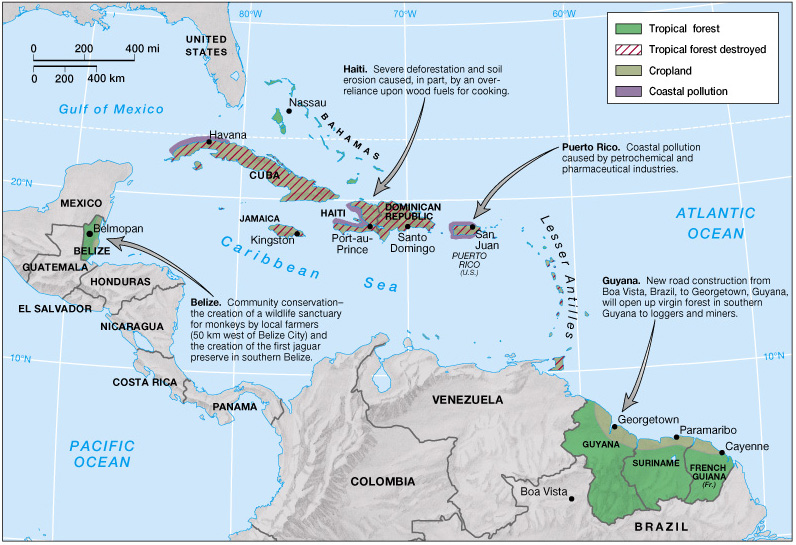 80°W
70°W
60°W
0 200 400 mi
0 200 400 km
UNITED
STATES
Tropical forest
Tropical forest destroyed
Cropland
Coastal pollution
Haiti. Severe deforestation and soil
erosion caused, in part, by an over-
reliance upon wood fuels for cooking.
Gulf of Mexico
Nassau
BAHAMAS
Havana
CUBA
Puerto Rico. Coastal pollution
caused by petrochemical and
pharmaceutical industries.
20°N
20°N
MEXICO
JAMAICA
Kingston
HAITI
DOMINICAN
REPUBLIC
Port-au-
Prince
Santo
Domingo
San
Juan
PUERTO
RICO
(U.S.)
ATLANTIC
OCEAN
Belmopan
BELIZE
GUATEMALA
HONDURAS
EL SALVADOR
NICARAGUA
Caribbean Sea
Lesser Antilles
Belize. Community conservation–
the creation of a wildlife sanctuary
for monkeys by local farmers
(50 km west of Belize City) and
the creation of the first jaguar
preserve in southern Belize.
Guyana. New road construction from
Boa Vista, Brazil, to Georgetown, Guyana,
will open up virgin forest in southern
Guyana to loggers and miners.
10°N
10°N
COSTA RICA
PANAMA
PACIFIC
OCEAN
VENEZUELA
COLOMBIA
Georgetown
Paramaribo
Cayenne
GUYANA
SURINAME
FRENCH
GUIANA
(Fr.)
Boa Vista
BRAZIL